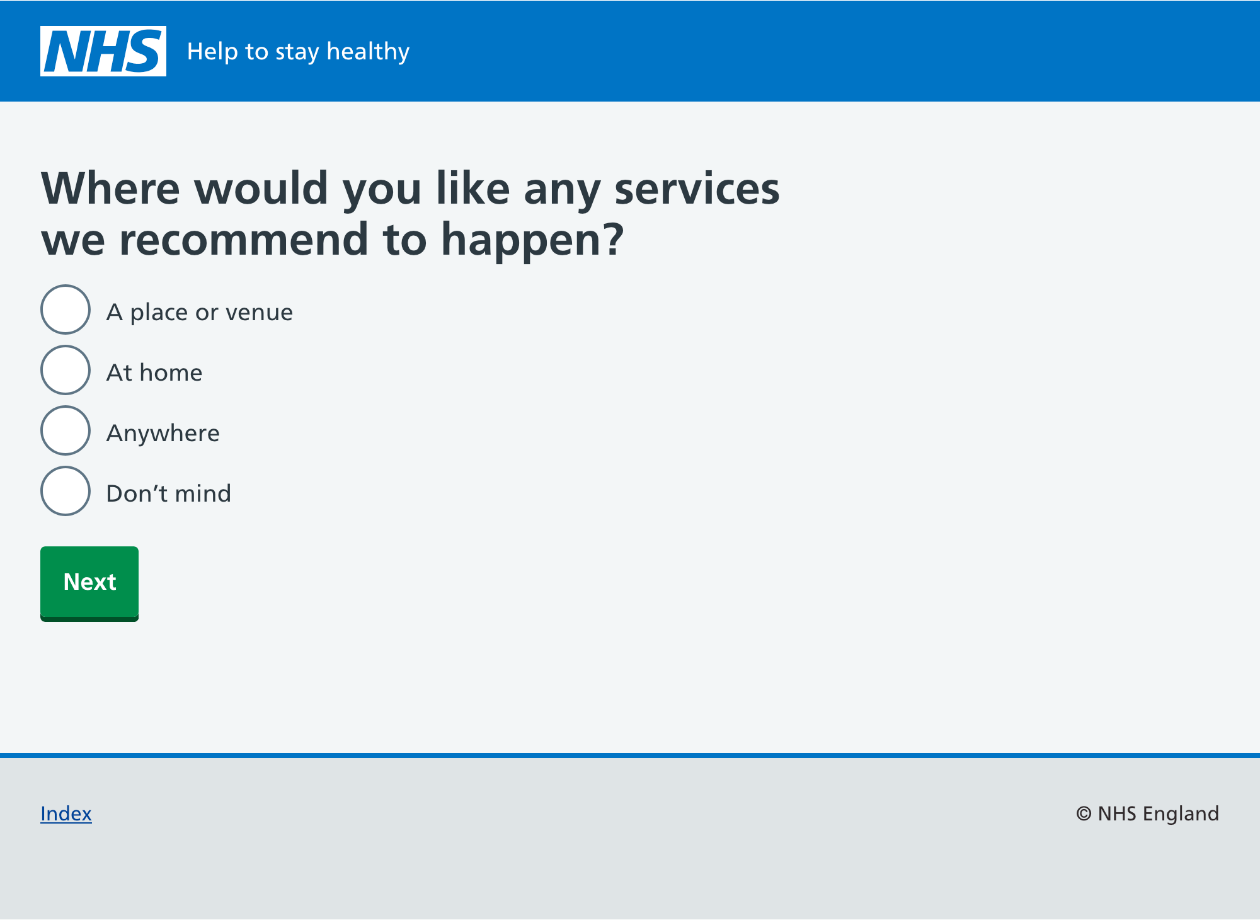 NHS Help to stay healthy
Where would you like any services
we recommend to happen?
A place or venue
At home
Anywhere
Don’t mind
Next
Index
© NHS England